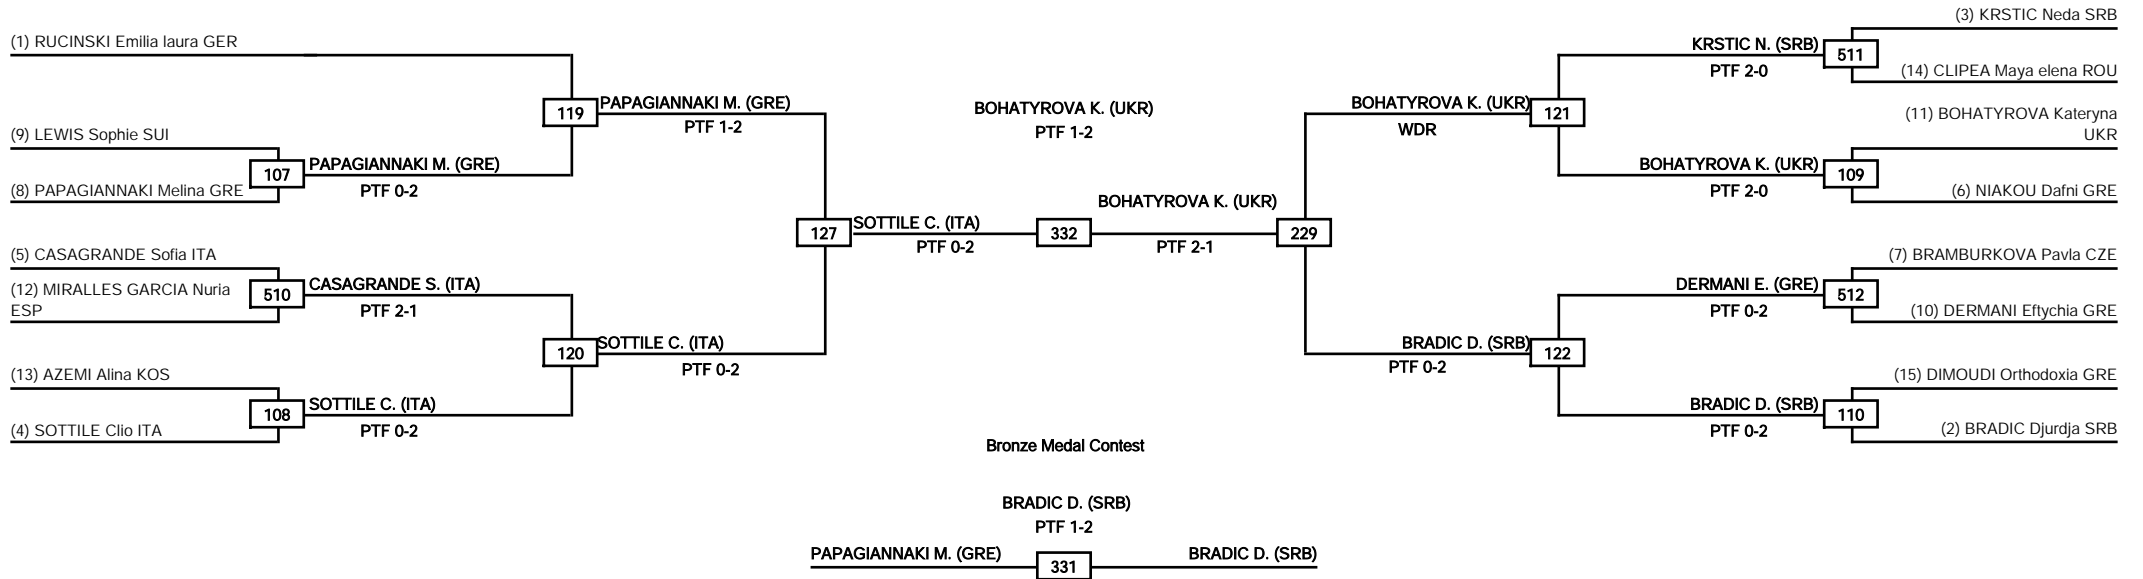 (1) RUCINSKI Emilia laura GER
(9) LEWIS Sophie SUI
107
(8) PAPAGIANNAKI Melina GRE
PAPAGIANNAKI M. (GRE)
PTF 0-2
119
PAPAGIANNAKI M. (GRE)
PTF 1-2
(5) CASAGRANDE Sofia ITA
(12) MIRALLES GARCIA Nuria
ESP
510
CASAGRANDE S. (ITA)
PTF 2-1
(13) AZEMI Alina KOS
108
(4) SOTTILE Clio ITA
SOTTILE C. (ITA)
PTF 0-2
120
SOTTILE C. (ITA)
PTF 0-2
127
SOTTILE C. (ITA)
PTF 0-2
BOHATYROVA K. (UKR)
PTF 1-2
332
BOHATYROVA K. (UKR)
PTF 2-1
229
BOHATYROVA K. (UKR)
WDR
121
KRSTIC N. (SRB)
PTF 2-0
511
(3) KRSTIC Neda SRB
(14) CLIPEA Maya elena ROU
BOHATYROVA K. (UKR)
PTF 2-0
109
(11) BOHATYROVA Kateryna
UKR
(6) NIAKOU Dafni GRE
BRADIC D. (SRB)
PTF 0-2
122
DERMANI E. (GRE)
PTF 0-2
512
(7) BRAMBURKOVA Pavla CZE
(10) DERMANI Eftychia GRE
BRADIC D. (SRB)
PTF 0-2
110
(15) DIMOUDI Orthodoxia GRE
(2) BRADIC Djurdja SRB
Bronze Medal Contest
BRADIC D. (SRB)
PTF 1-2
PAPAGIANNAKI M. (GRE)
331
BRADIC D. (SRB)